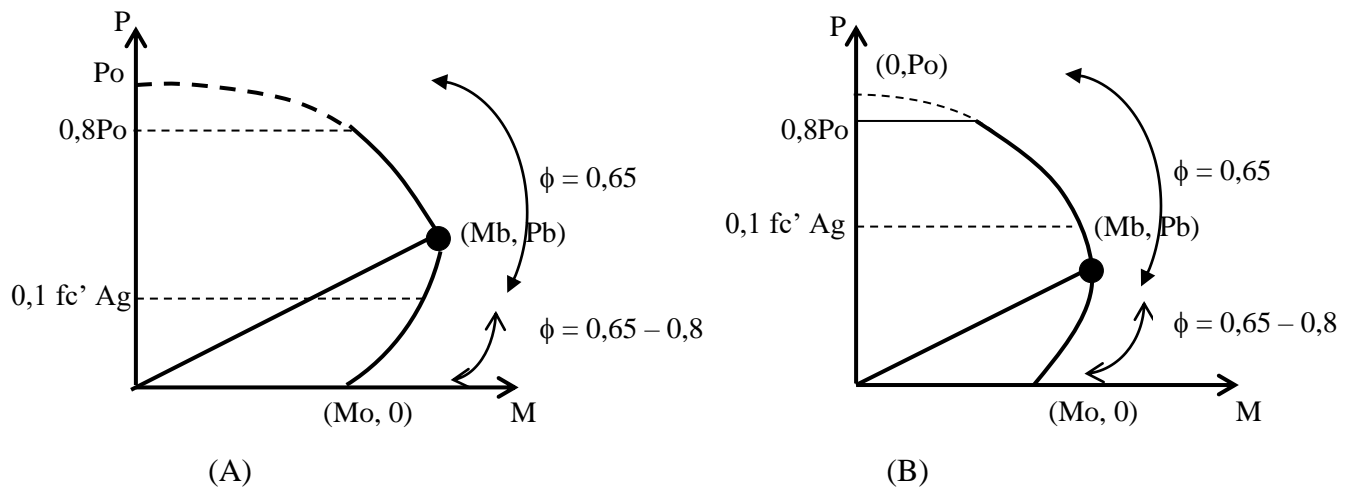 P
Po
0,8Po
ϕ = 0,65
(Mb, Pb)
0,1 fc’ Ag
ϕ = 0,65 – 0,8
(Mo, 0)
M
(A)
P
(0,Po)
0,8Po
ϕ = 0,65
0,1 fc’ Ag
(Mb, Pb)
ϕ = 0,65 – 0,8
(Mo, 0)
M
(B)